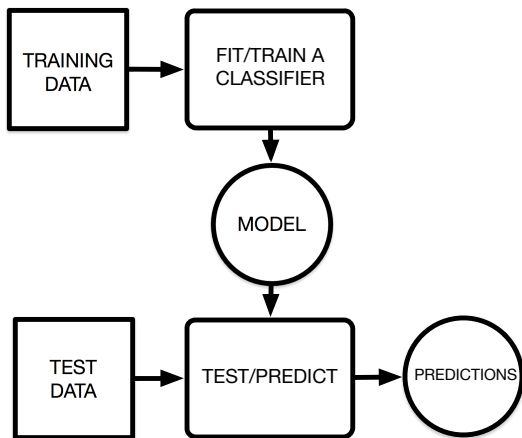 TRAINING
DATA
FIT/TRAIN A
CLASSIFIER
MODEL
TEST
DATA
TEST/PREDICT
PREDICTIONS